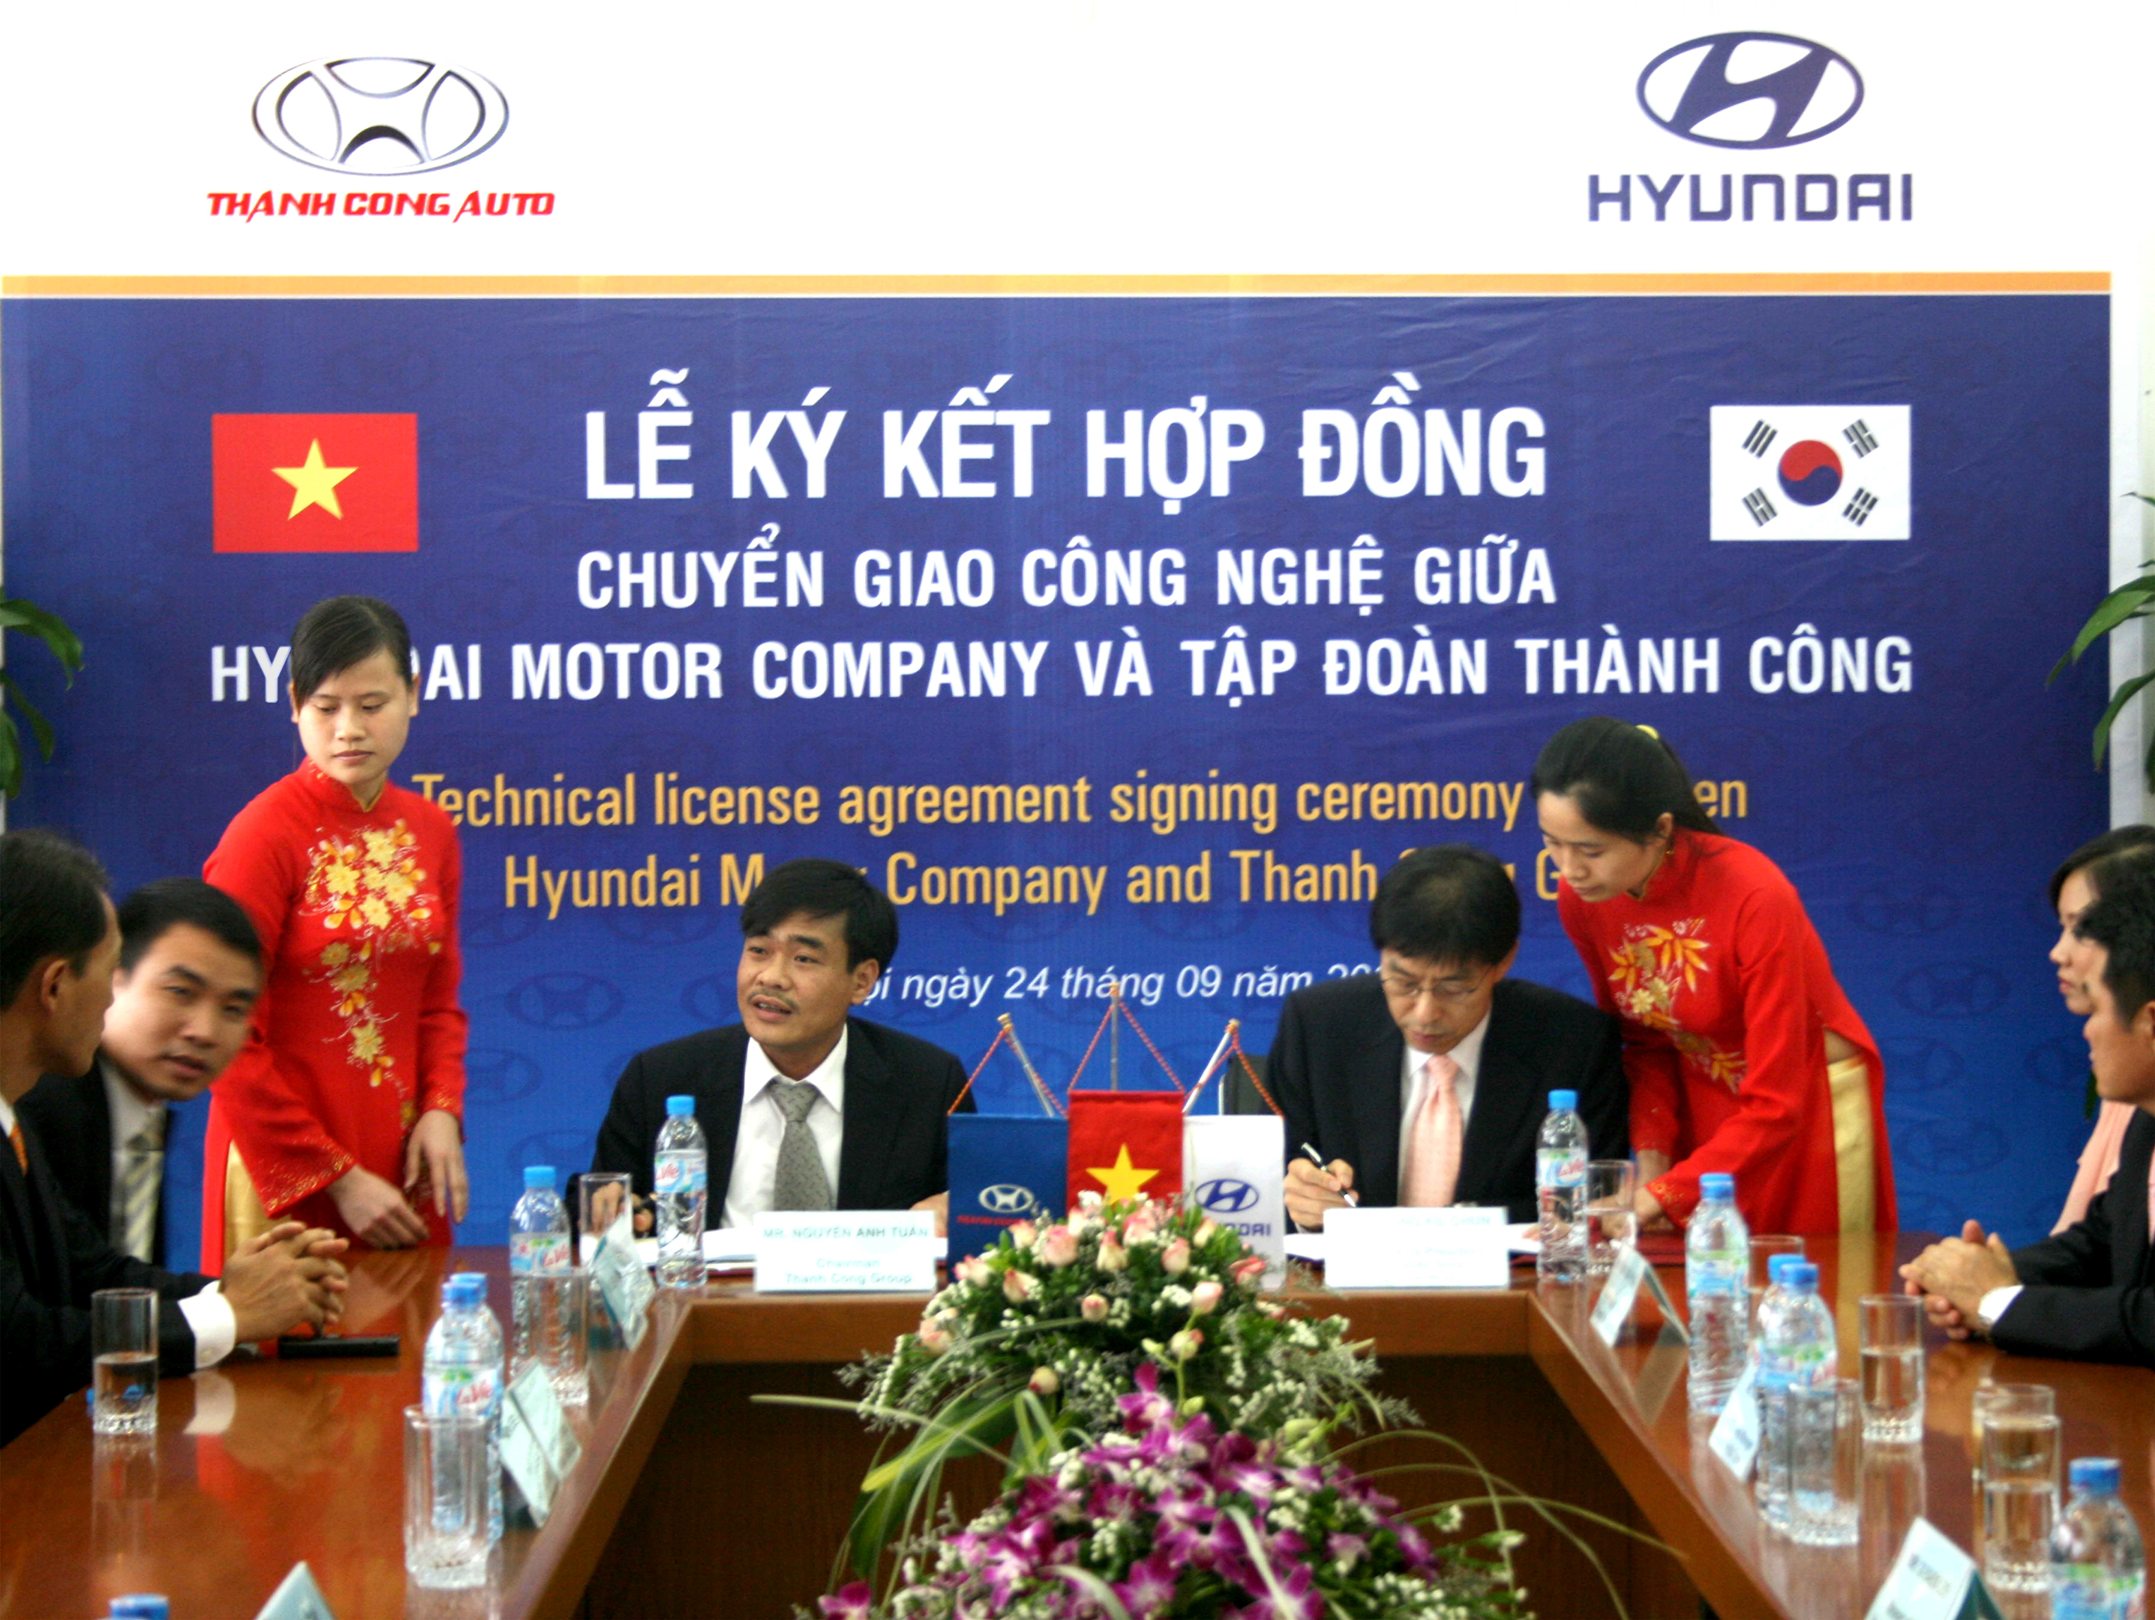 THANH CONG AUTO
HYUNDAI
LỄ KÝ KẾT HỢP ĐỒNG
CHUYỂN GIAO CÔNG NGHỆ GIỮA
HYUNDAI MOTOR COMPANY VÀ TẬP ĐOÀN THÀNH CÔNG
Technical license agreement signing ceremony
Hyundai Motor Company and Thanh
ngày 24 tháng 09 năm
MR. NGUYEN ANH TUAN
Chairman
Thanh Cong Group